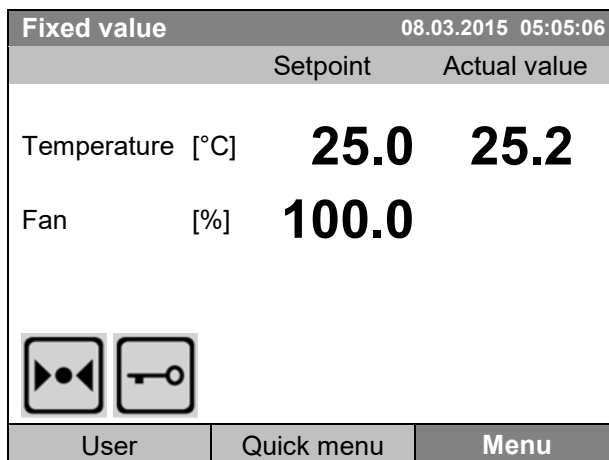 Fixed value 08.03.2015 05:05:06
Setpoint Actual value
Temperature [°C] 25.0 25.2
Fan [%] 100.0
User Quick menu Menu